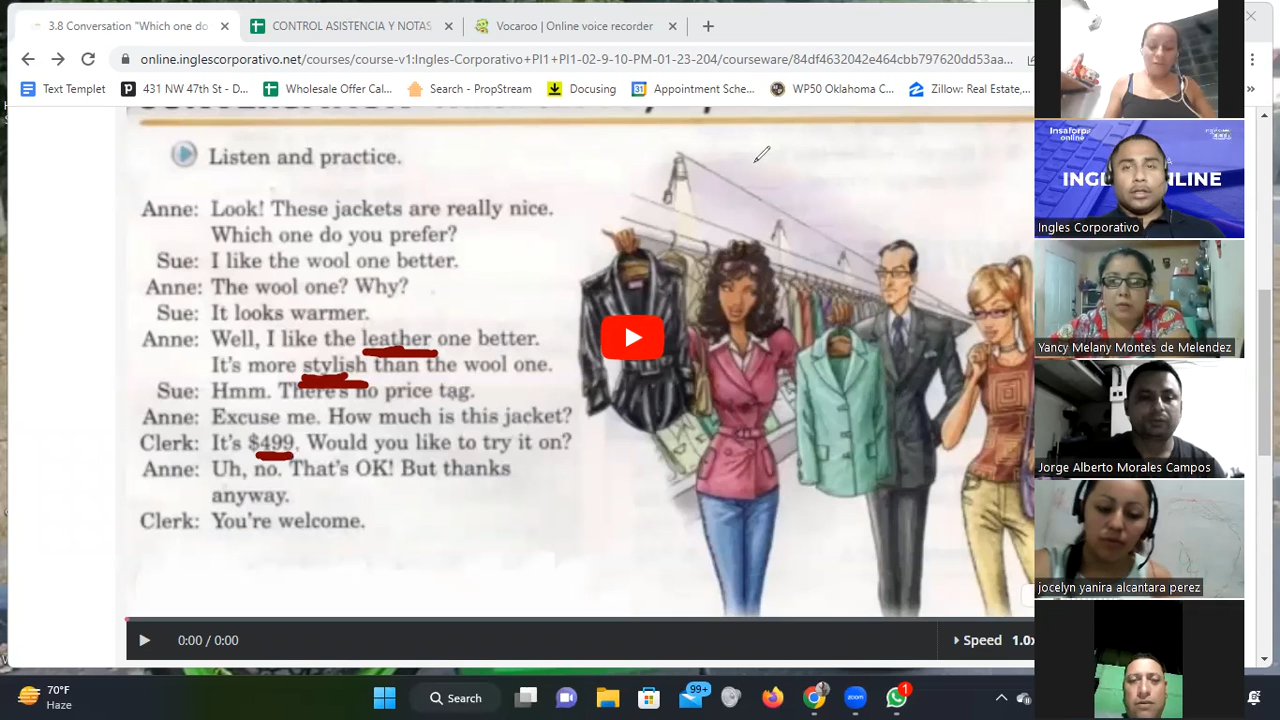 3.8 Conversation "Which one do
CONTROL ASISTENCIA Y NOTAS
Vocaroo | Online voice recorder
online.inglescorporativo.net/courses/course-v1:Ingles-Corporativo+PI1+PI1-02-9-10-PM-01-23-204/courseware/84df4632042e464cbb797620dd53aa...
Text Templet
431 NW 47th St - D...
Wholesale Offer Cal...
Search - PropStream
Docusing
31
Appointment Sche...
WP50 Oklahoma C...
Zillow: Real Estate,...
Listen and practice.
Anne: Look! These jackets are really nice.
Which one do you prefer?
Sue: I like the wool one better.
Anne: The wool one? Why?
Sue: It looks warmer.
Anne: Well, I like the leather one better.
It's more stylish than the wool one.
Sue: Hmm. There's no price tag.
Anne: Excuse me. How much is this jacket?
Clerk: It's $499. Would you like to try it on?
Anne: Uh, no. That's OK! But thanks
anyway.
Clerk: You're welcome.
0:00 / 0:00
Speed 1.0x
online
Ingles Corporativo
Yancy Melany Montes de Melendez
Jorge Alberto Morales Campos
jocelyn yanira alcantara perez
70°F
Haze
Search
99+
zoom
1